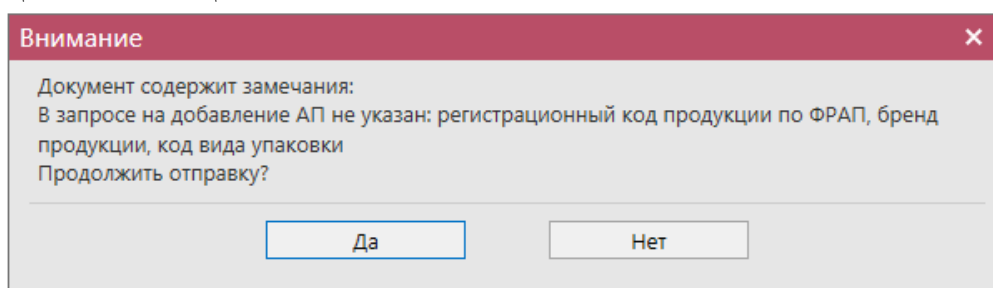 Внимание
Документ содержит замечания:
В запросе на добавление АП не указан: регистрационный код продукции по ФРАП, бренд
продукции, код вида упаковки
Продолжить отправку?
Да
Нет